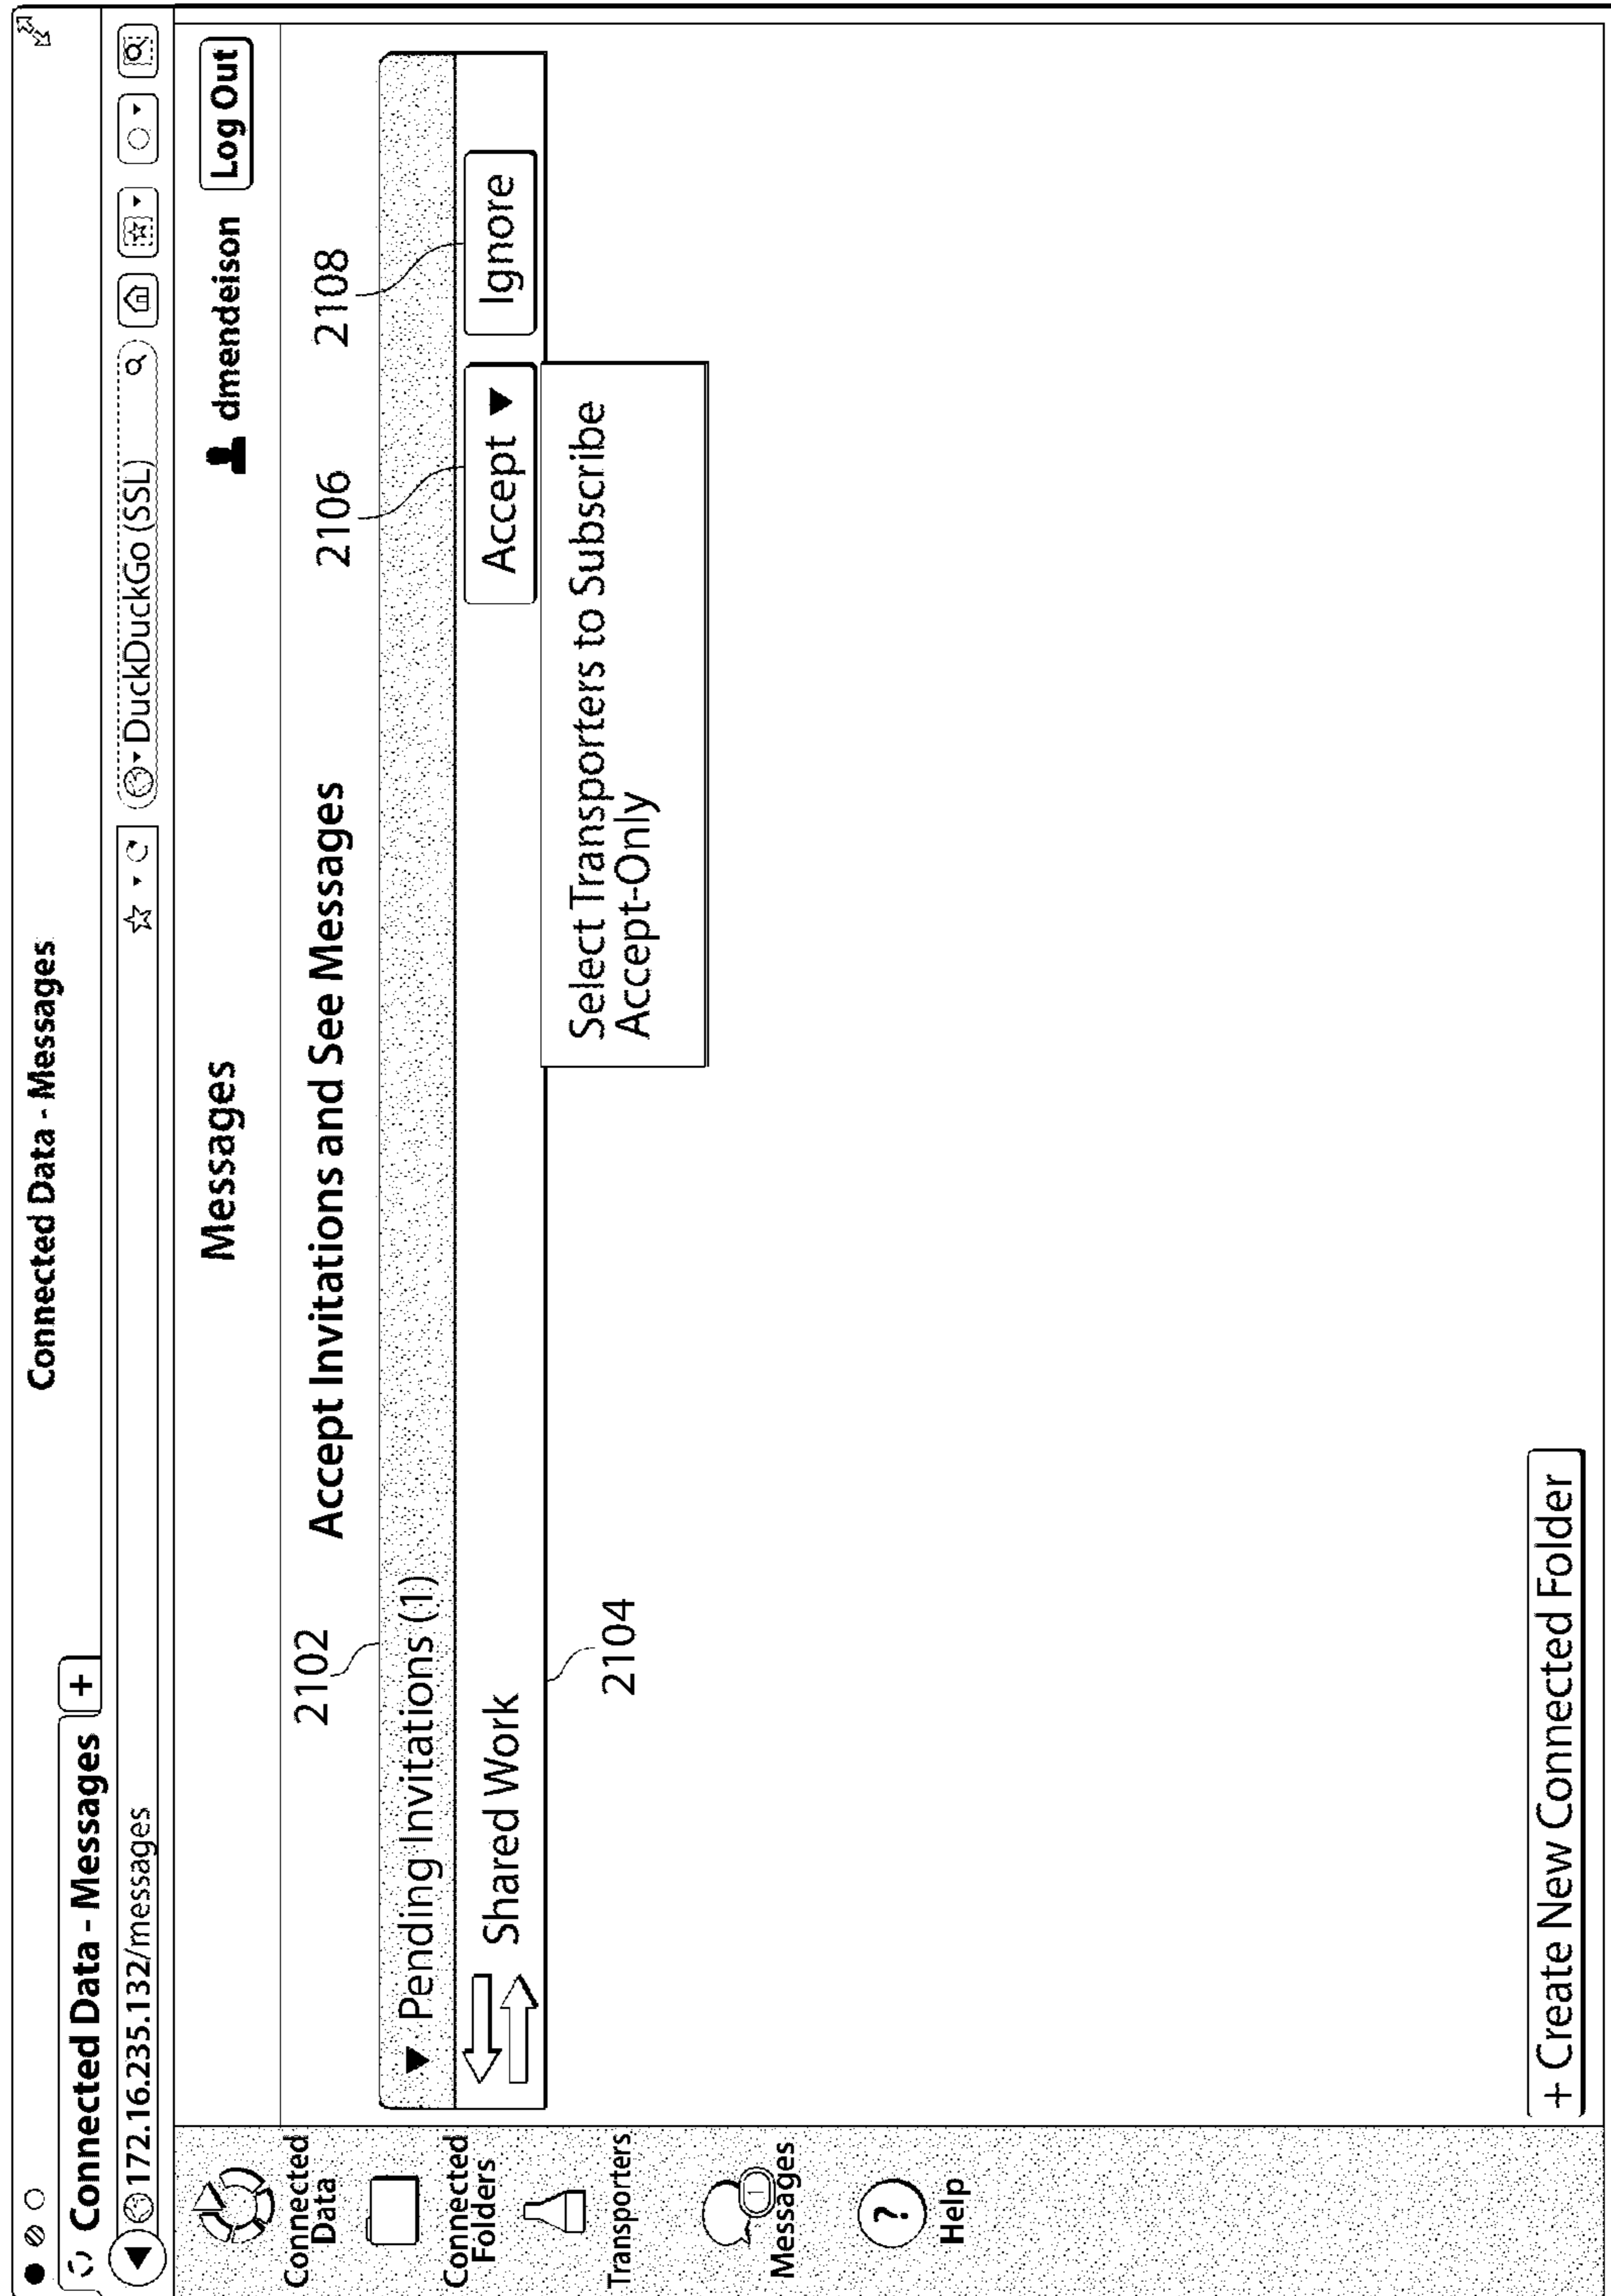 Connected Data - Messages
Connected Data - Messages +
172.16.235.132/messages
DuckDuckGo (SSL)
Messages
dmendeison
Log Out
Connected
Data
Connected
Folders
Transporters
1
Messages
?
Help
Accept Invitations and See Messages
2102
2106
2108
Pending Invitations (1)
Shared Work
Accept
Ignore
2104
Select Transporters to Subscribe
Accept-Only
+ Create New Connected Folder